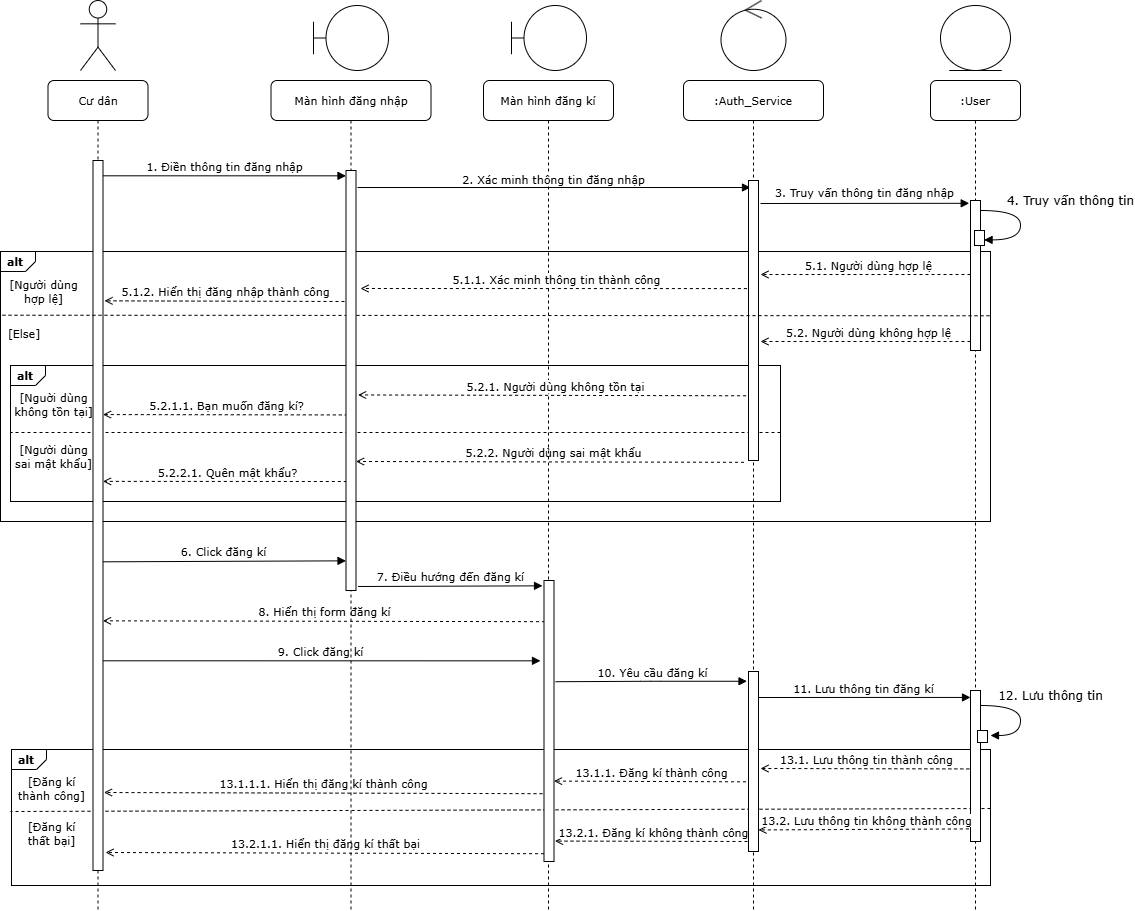 Cư dân
Màn hình đăng nhập
Màn hình đăng kí
:Auth_Service
:User
1. Điền thông tin đăng nhập
2. Xác minh thông tin đăng nhập
3. Truy vấn thông tin đăng nhập
4. Truy vấn thông tin
alt
[Người dùng
hợp lệ]
5.1. Người dùng hợp lệ
5.1.1. Xác minh thông tin thành công
5.1.2. Hiển thị đăng nhập thành công
[Else]
5.2. Người dùng không hợp lệ
alt
[Người dùng
không tồn tại]
5.2.1. Người dùng không tồn tại
5.2.1.1. Bạn muốn đăng kí?
[Người dùng
sai mật khẩu]
5.2.2. Người dùng sai mật khẩu
5.2.2.1. Quên mật khẩu?
6. Click đăng kí
7. Điều hướng đến đăng kí
8. Hiển thị form đăng kí
9. Click đăng kí
10. Yêu cầu đăng kí
11. Lưu thông tin đăng kí
12. Lưu thông tin
alt
[Đăng kí
thành công]
13.1. Lưu thông tin thành công
13.1.1. Đăng kí thành công
13.1.1.1. Hiển thị đăng kí thành công
[Đăng kí
thất bại]
13.2. Lưu thông tin không thành công
13.2.1. Đăng kí không thành công
13.2.1.1. Hiển thị đăng kí thất bại